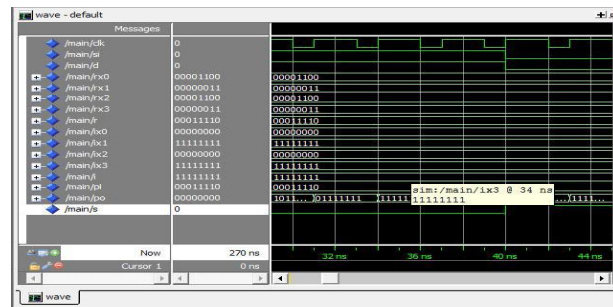 wave - default
Messages
/main/clk 0
/main/si 0
/main/d 0
/main/rx0 00001100 00001100
/main/rx1 00000011 00000011
/main/rx2 00001100 00001100
/main/rx3 00000011 00000011
/main/r 00011110 00011110
/main/ix0 00000000 00000000
/main/ix1 11111111 11111111
/main/ix2 00000000 00000000
/main/ix3 11111111 11111111
/main/i 11111111 11111111
/main/pl 00011110 00011110
/main/po 00000000 1011... 01111111 11111 1111...
/main/s 0
sim:/main/ix3 @ 34 ns
11111111
Now 270 ns 32 ns 36 ns 40 ns 44 ns
Cursor 1 0 ns
wave